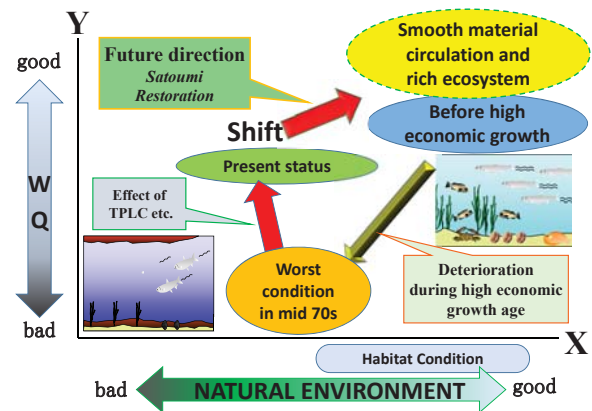 Y
good
W
Q
bad
Future direction
Satoumi
Restoration
Smooth material
circulation and
rich ecosystem
Before high
economic growth
Shift
Present status
Effect of
TPLC etc.
Worst
condition
in mid 70s
Deterioration
during high economic
growth age
X
Habitat Condition
bad
NATURAL ENVIRONMENT
good